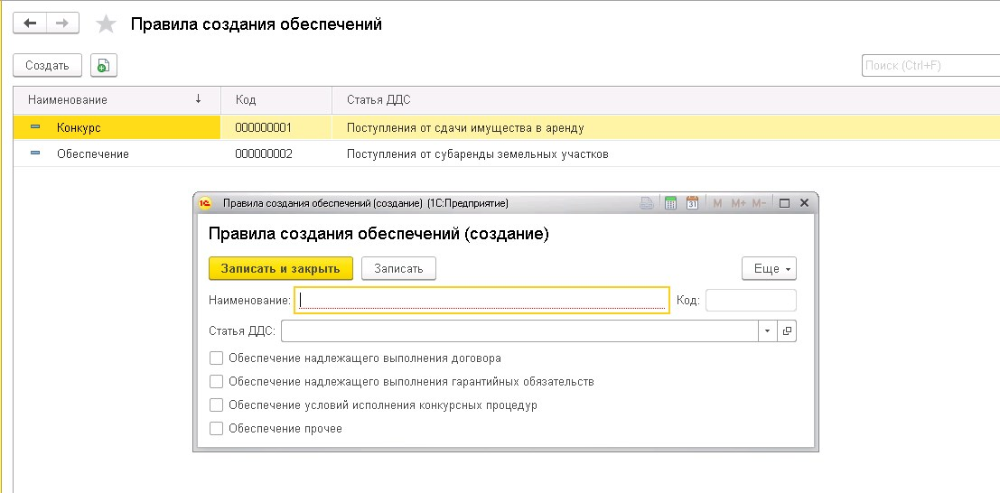 Правила создания обеспечений
Создать
Поиск (Ctrl+F)
Наименование ↓ Код Статья ДДС
Конкурс 000000001 Поступления от сдачи имущества в аренду
Обеспечение 000000002 Поступления от субаренды земельных участков
1С Правила создания обеспечений (создание) (1С:Предприятие) 31 M M+ M-
Правила создания обеспечений (создание)
Записать и закрыть Записать Еще
Наименование: Код:
Статья ДДС:
Обеспечение надлежащего выполнения договора
Обеспечение надлежащего выполнения гарантийных обязательств
Обеспечение условий исполнения конкурсных процедур
Обеспечение прочее